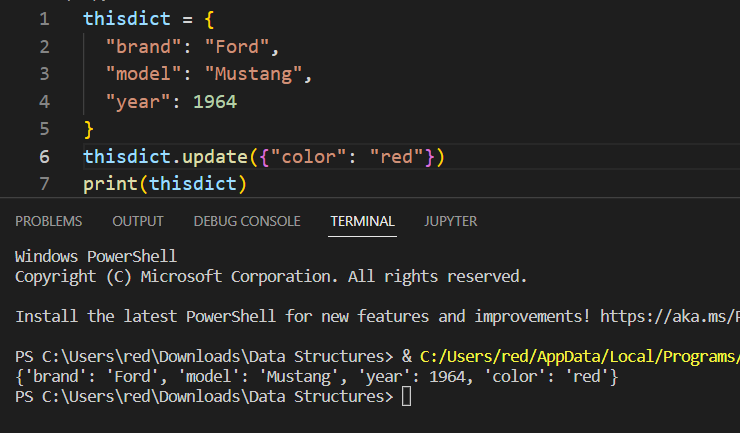 1 thisdict = {
2 "brand": "Ford",
3 "model": "Mustang",
4 "year": 1964
5 }
6 thisdict.update({"color": "red"})
7 print(thisdict)
PROBLEMS OUTPUT DEBUG CONSOLE TERMINAL JUPYTER
Windows PowerShell
Copyright (C) Microsoft Corporation. All rights reserved.
Install the latest PowerShell for new features and improvements! https://aka.ms/P
PS C:\Users\red\Downloads\Data Structures> & C:/Users/red/AppData/Local/Programs/
{'brand': 'Ford', 'model': 'Mustang', 'year': 1964, 'color': 'red'}
PS C:\Users\red\Downloads\Data Structures>